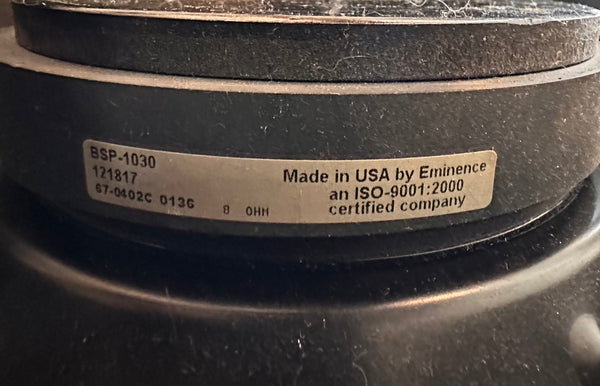 BSP-1030
121817
67-0402C 0136
8 OHM
Made in USA by Eminence
an ISO-9001:2000
certified company